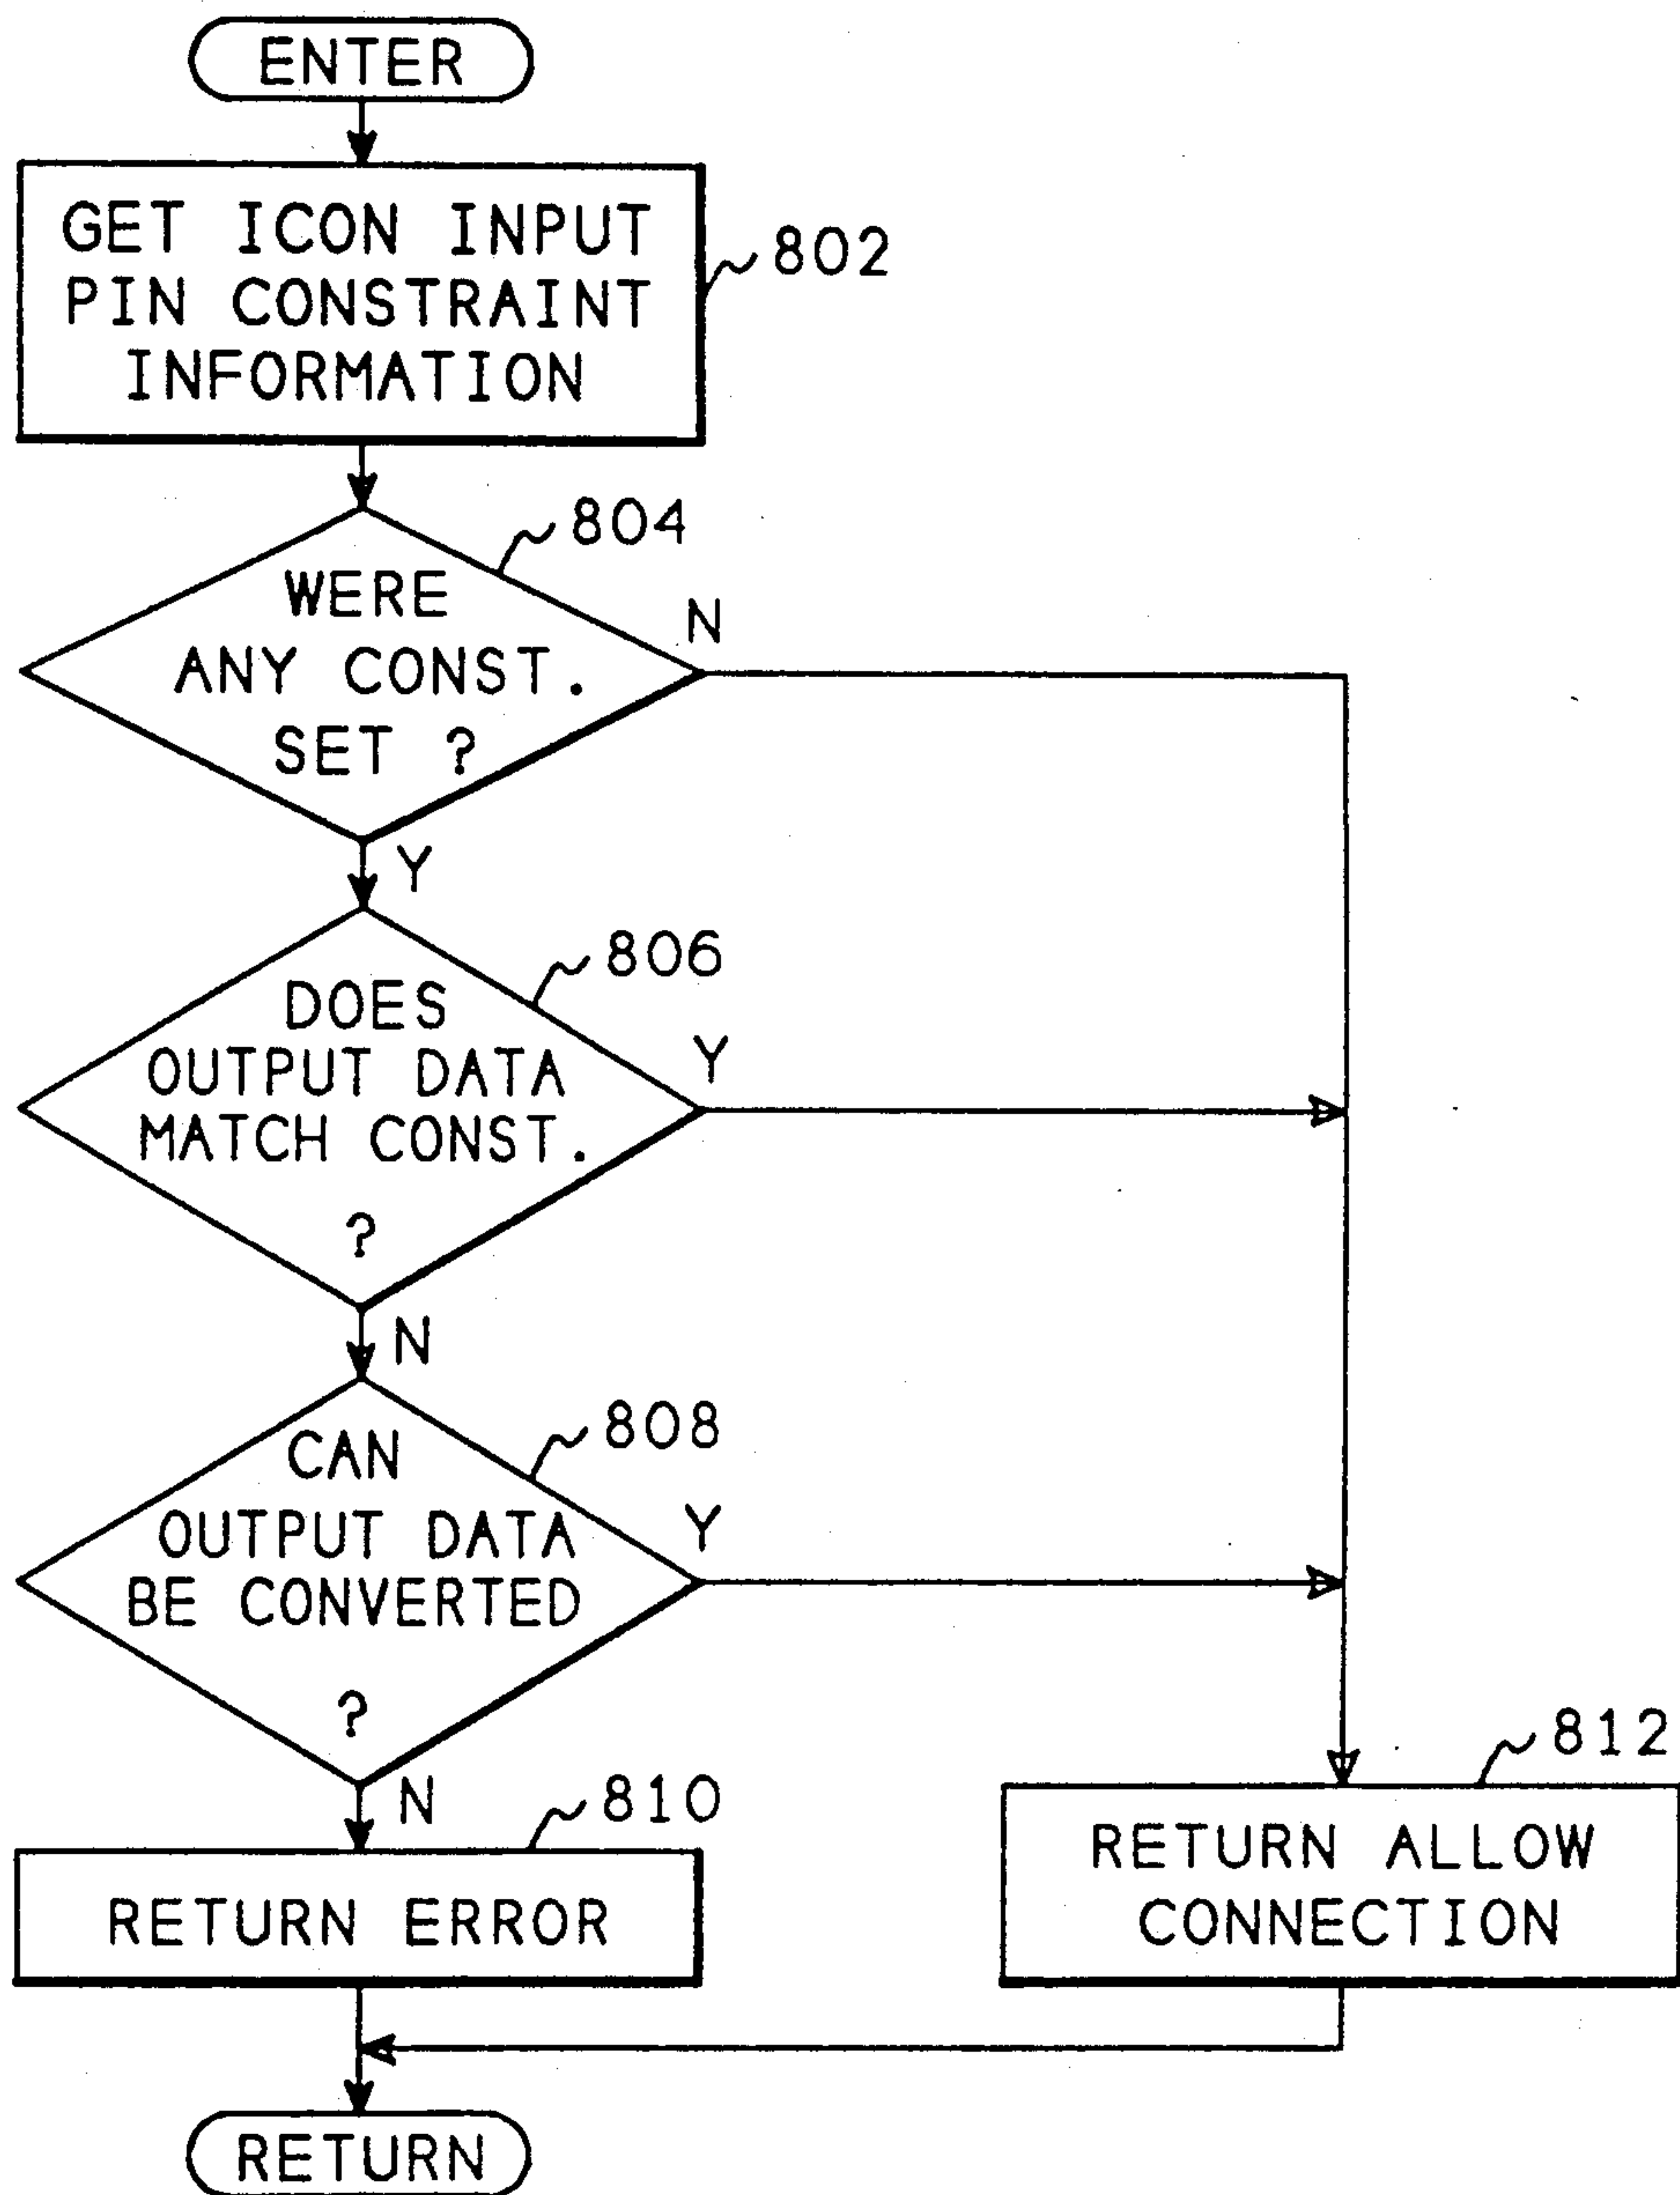 ENTER
GET ICON INPUT
PIN CONSTRAINT
INFORMATION
802
804
WERE
ANY CONST.
SET ?
N
Y
806
DOES
OUTPUT DATA
MATCH CONST.
?
Y
N
808
CAN
OUTPUT DATA
BE CONVERTED
?
Y
N
810
RETURN ERROR
812
RETURN ALLOW
CONNECTION
RETURN